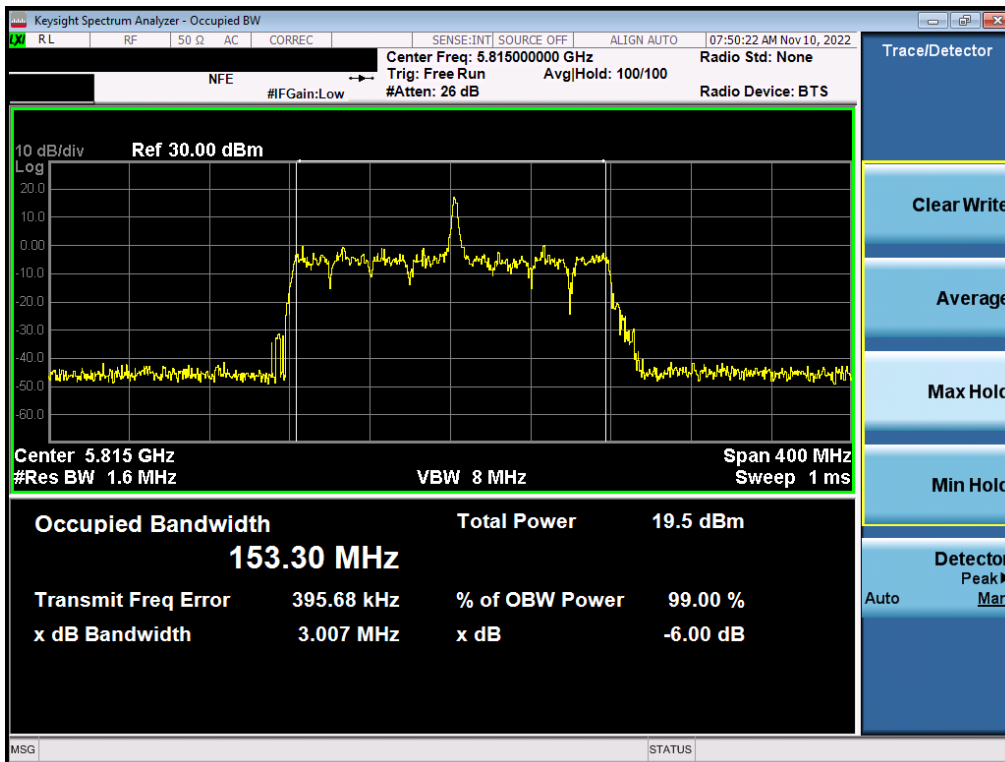 Keysight Spectrum Analyzer - Occupied BW
LXI RL RF 50 Ω AC CORREC SENSE:INT SOURCE OFF ALIGN AUTO 07:50:22 AM Nov 10, 2022
Center Freq: 5.815000000 GHz Radio Std: None
NFE Trig: Free Run Avg|Hold: 100/100
#IFGain:Low #Atten: 26 dB Radio Device: BTS
Trace/Detector
10 dB/div Ref 30.00 dBm
Log
20.0
10.0
0.00
-10.0
-20.0
-30.0
-40.0
-50.0
-60.0
Center 5.815 GHz Span 400 MHz
#Res BW 1.6 MHz VBW 8 MHz Sweep 1 ms
Occupied Bandwidth Total Power 19.5 dBm
153.30 MHz
Transmit Freq Error 395.68 kHz % of OBW Power 99.00 %
x dB Bandwidth 3.007 MHz x dB -6.00 dB
Clear Write
Average
Max Hold
Min Hold
Detector
Peak
Auto Man
MSG STATUS